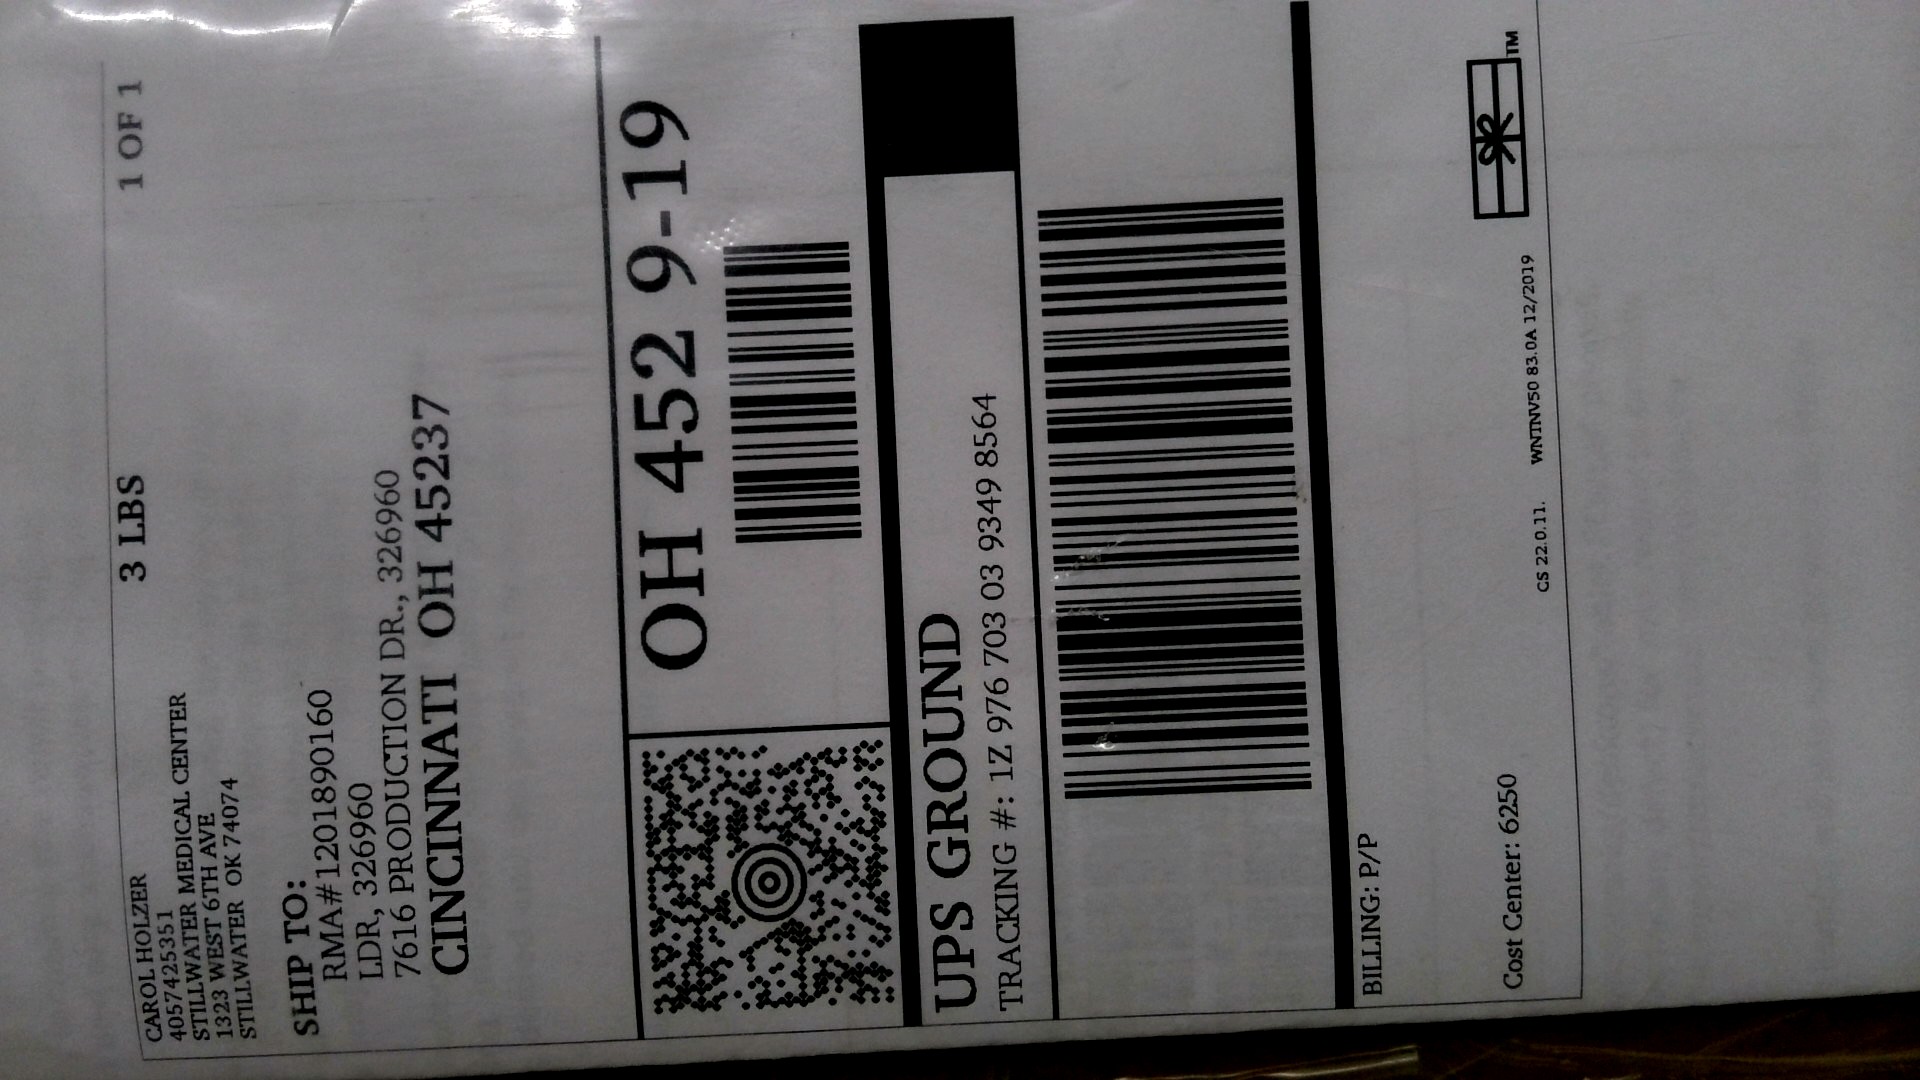 CAROL HOLZER
4057425351
STILLWATER MEDICAL CENTER
1323 WEST 6TH AVE
STILLWATER OK 74074
3 LBS
1 OF 1
SHIP TO:
RMA#1201890160
LDR, 326960
7616 PRODUCTION DR., 326960
CINCINNATI OH 45237
OH 452 9-19
UPS GROUND
TRACKING #: 1Z 976 703 03 9349 8564
BILLING: P/P
Cost Center: 6250
CS 22.0.11. WNTNV50 83.0A 12/2019
TM